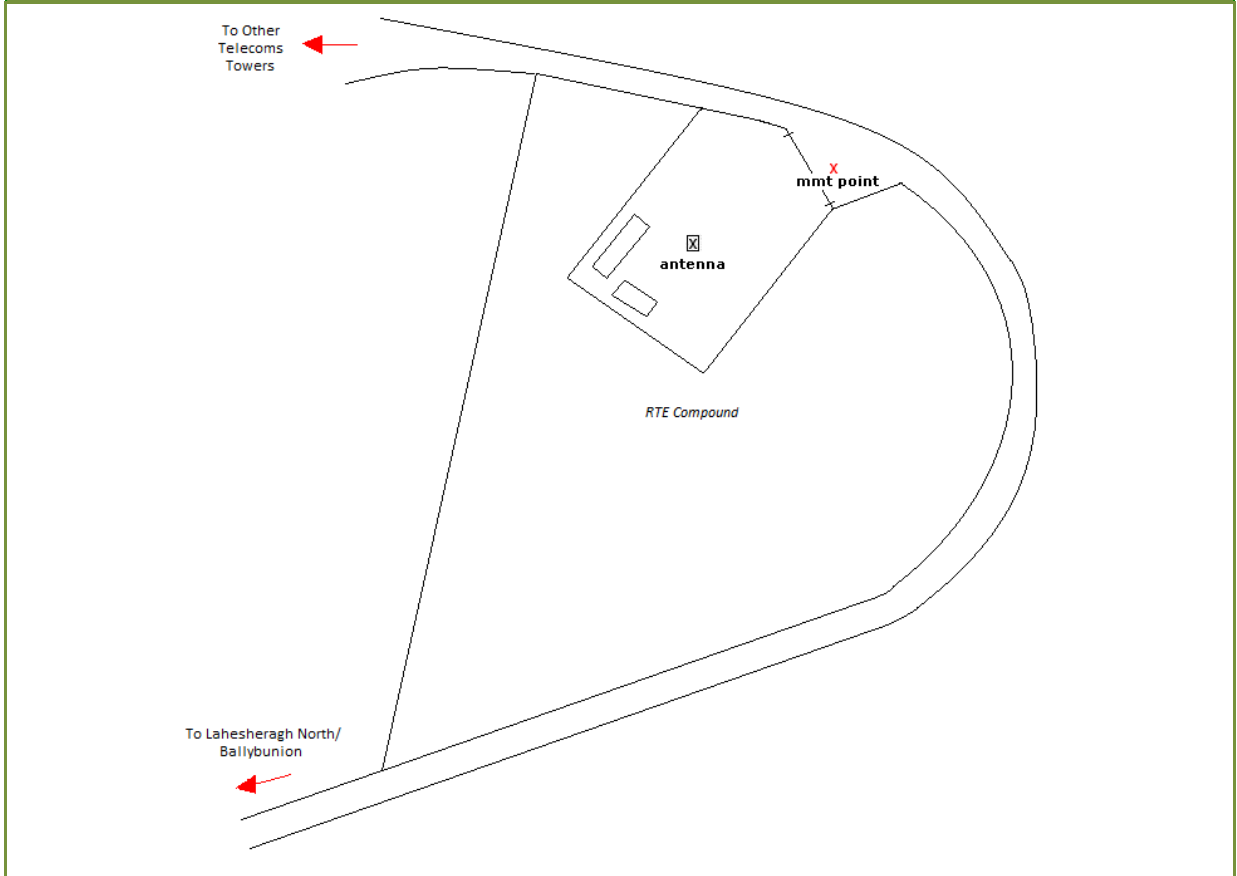 To Other
Telecoms
Towers
X
mmt point
X
antenna
RTE Compound
To Lahesheragh North/
Ballybunion